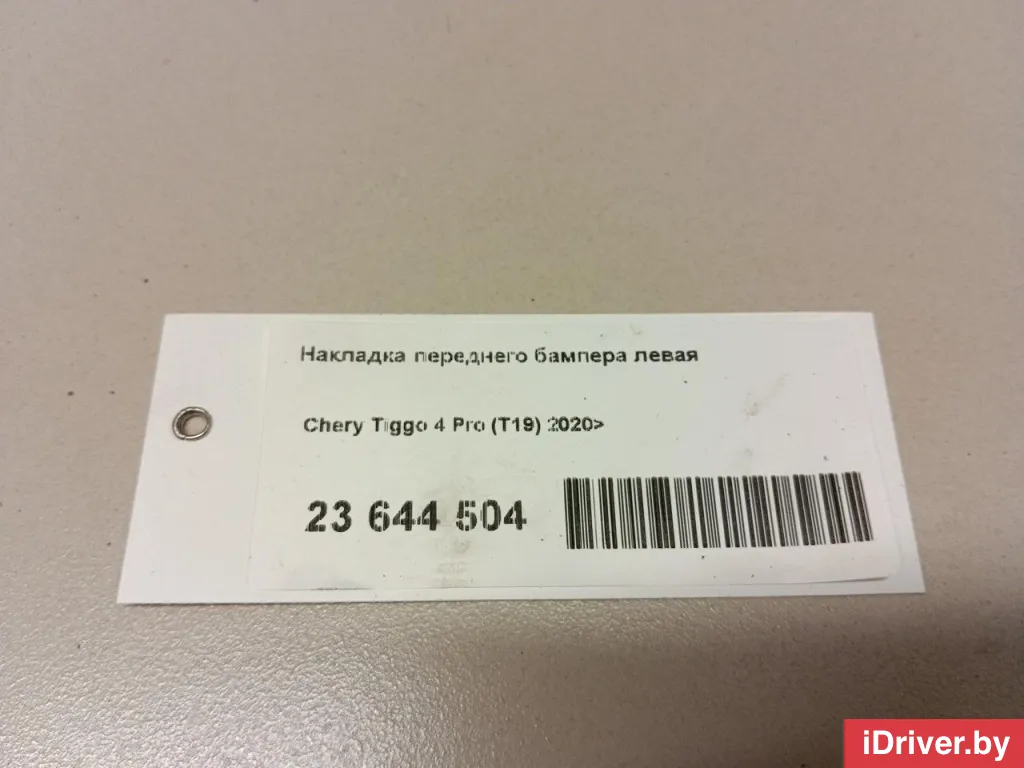 Накладка переднего бампера левая
Chery Tiggo 4 Pro (T19) 2020>
23 644 504
iDriver.by